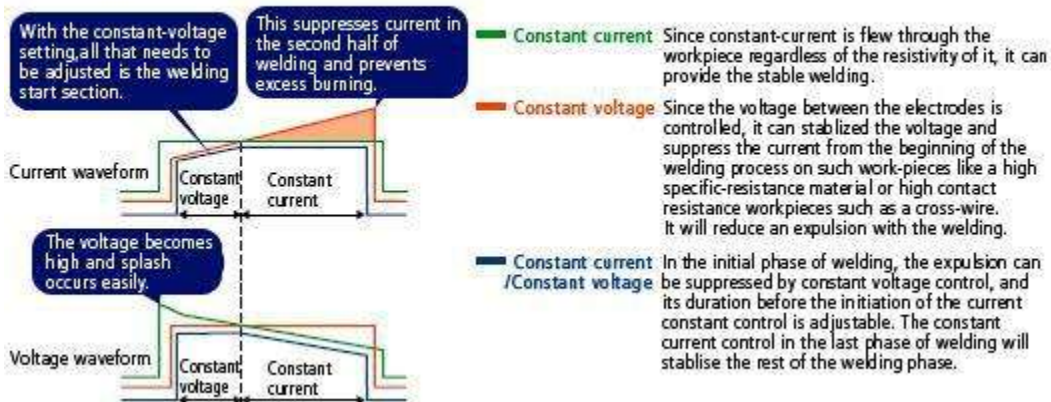 With the constant-voltage
setting,all that needs to
be adjusted is the welding
start section.
This suppresses current in
the second half of
welding and prevents
excess burning.
Current waveform
Constant
voltage
Constant
current
The voltage becomes
high and splash
occurs easily.
Voltage waveform
Constant
voltage
Constant
current
Constant current
Since constant-current is flew through the
workpiece regardless of the resistivity of it, it can
provide the stable welding.
Constant voltage
Since the voltage between the electrodes is
controlled, it can stablized the voltage and
suppress the current from the beginning of the
welding process on such work-pieces like a high
specific-resistance material or high contact
resistance workpieces such as a cross-wire.
It will reduce an expulsion with the welding.
Constant current
/Constant voltage
In the initial phase of welding, the expulsion can
be suppressed by constant voltage control, and
its duration before the initiation of the current
constant control is adjustable. The constant
current control in the last phase of welding will
stablise the rest of the welding phase.